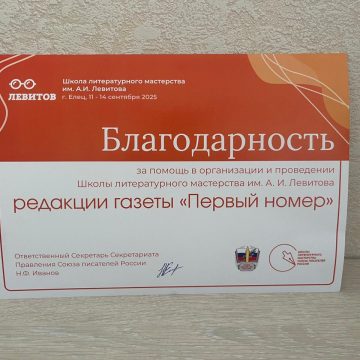 ЛЕВИТОВ
Школа литературного мастерства
им. А.И. Левитова
г. Елец, 11 - 14 сентября 2025
Благодарность
за помощь в организации и проведении
Школы литературного мастерства им. А. И. Левитова
редакции газеты «Первый номер»
Ответственный Секретарь Секретариата
Правления Союза писателей России
Н.Ф. Иванов